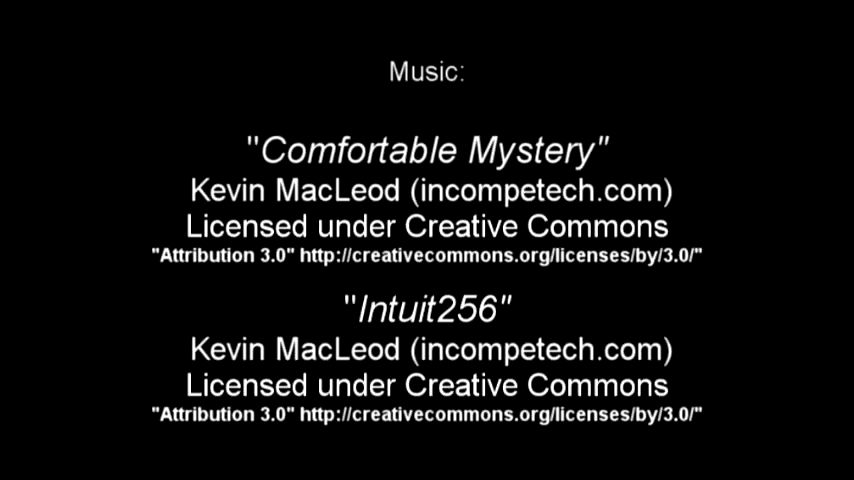 Music:
"Comfortable Mystery"
Kevin MacLeod (incompetech.com)
Licensed under Creative Commons
"Attribution 3.0" http://creativecommons.org/licenses/by/3.0/"
"Intuit256"
Kevin MacLeod (incompetech.com)
Licensed under Creative Commons
"Attribution 3.0" http://creativecommons.org/licenses/by/3.0/"